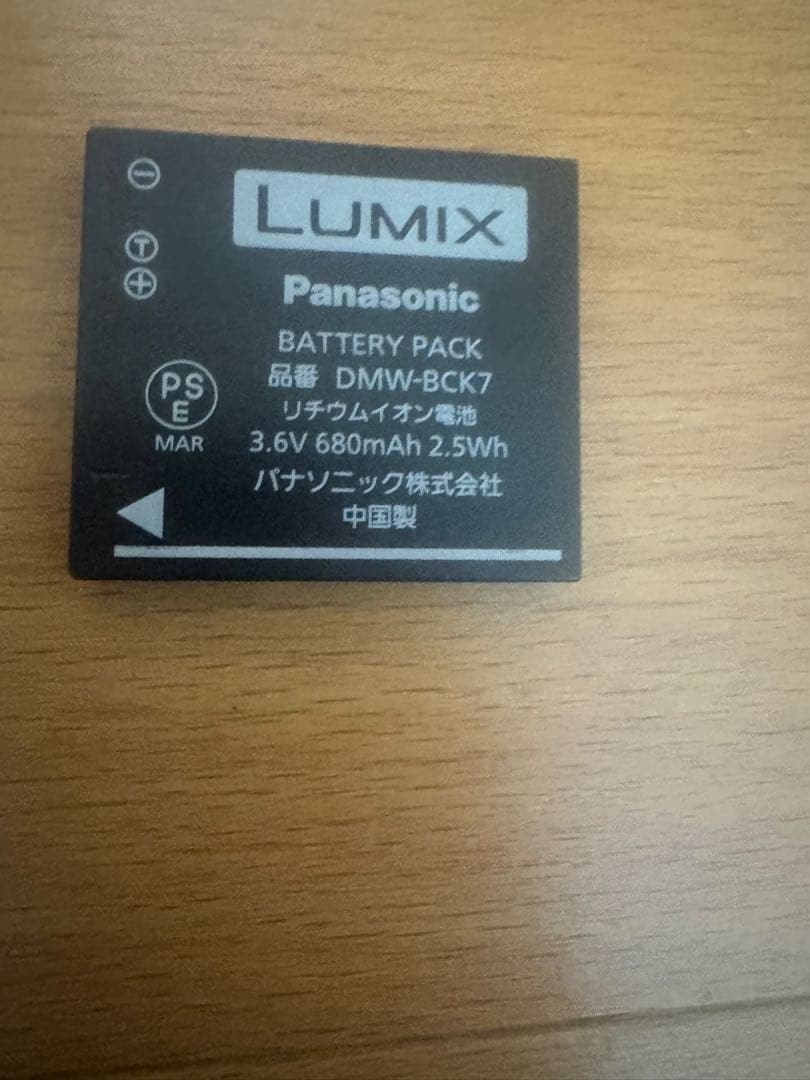 LUMIX
Panasonic
BATTERY PACK
品番 DMW-BCK7
リチウムイオン電池
3.6V 680mAh 2.5Wh
パナソニック株式会社
中国製
⊖
T
⊕
PS
E
MAR